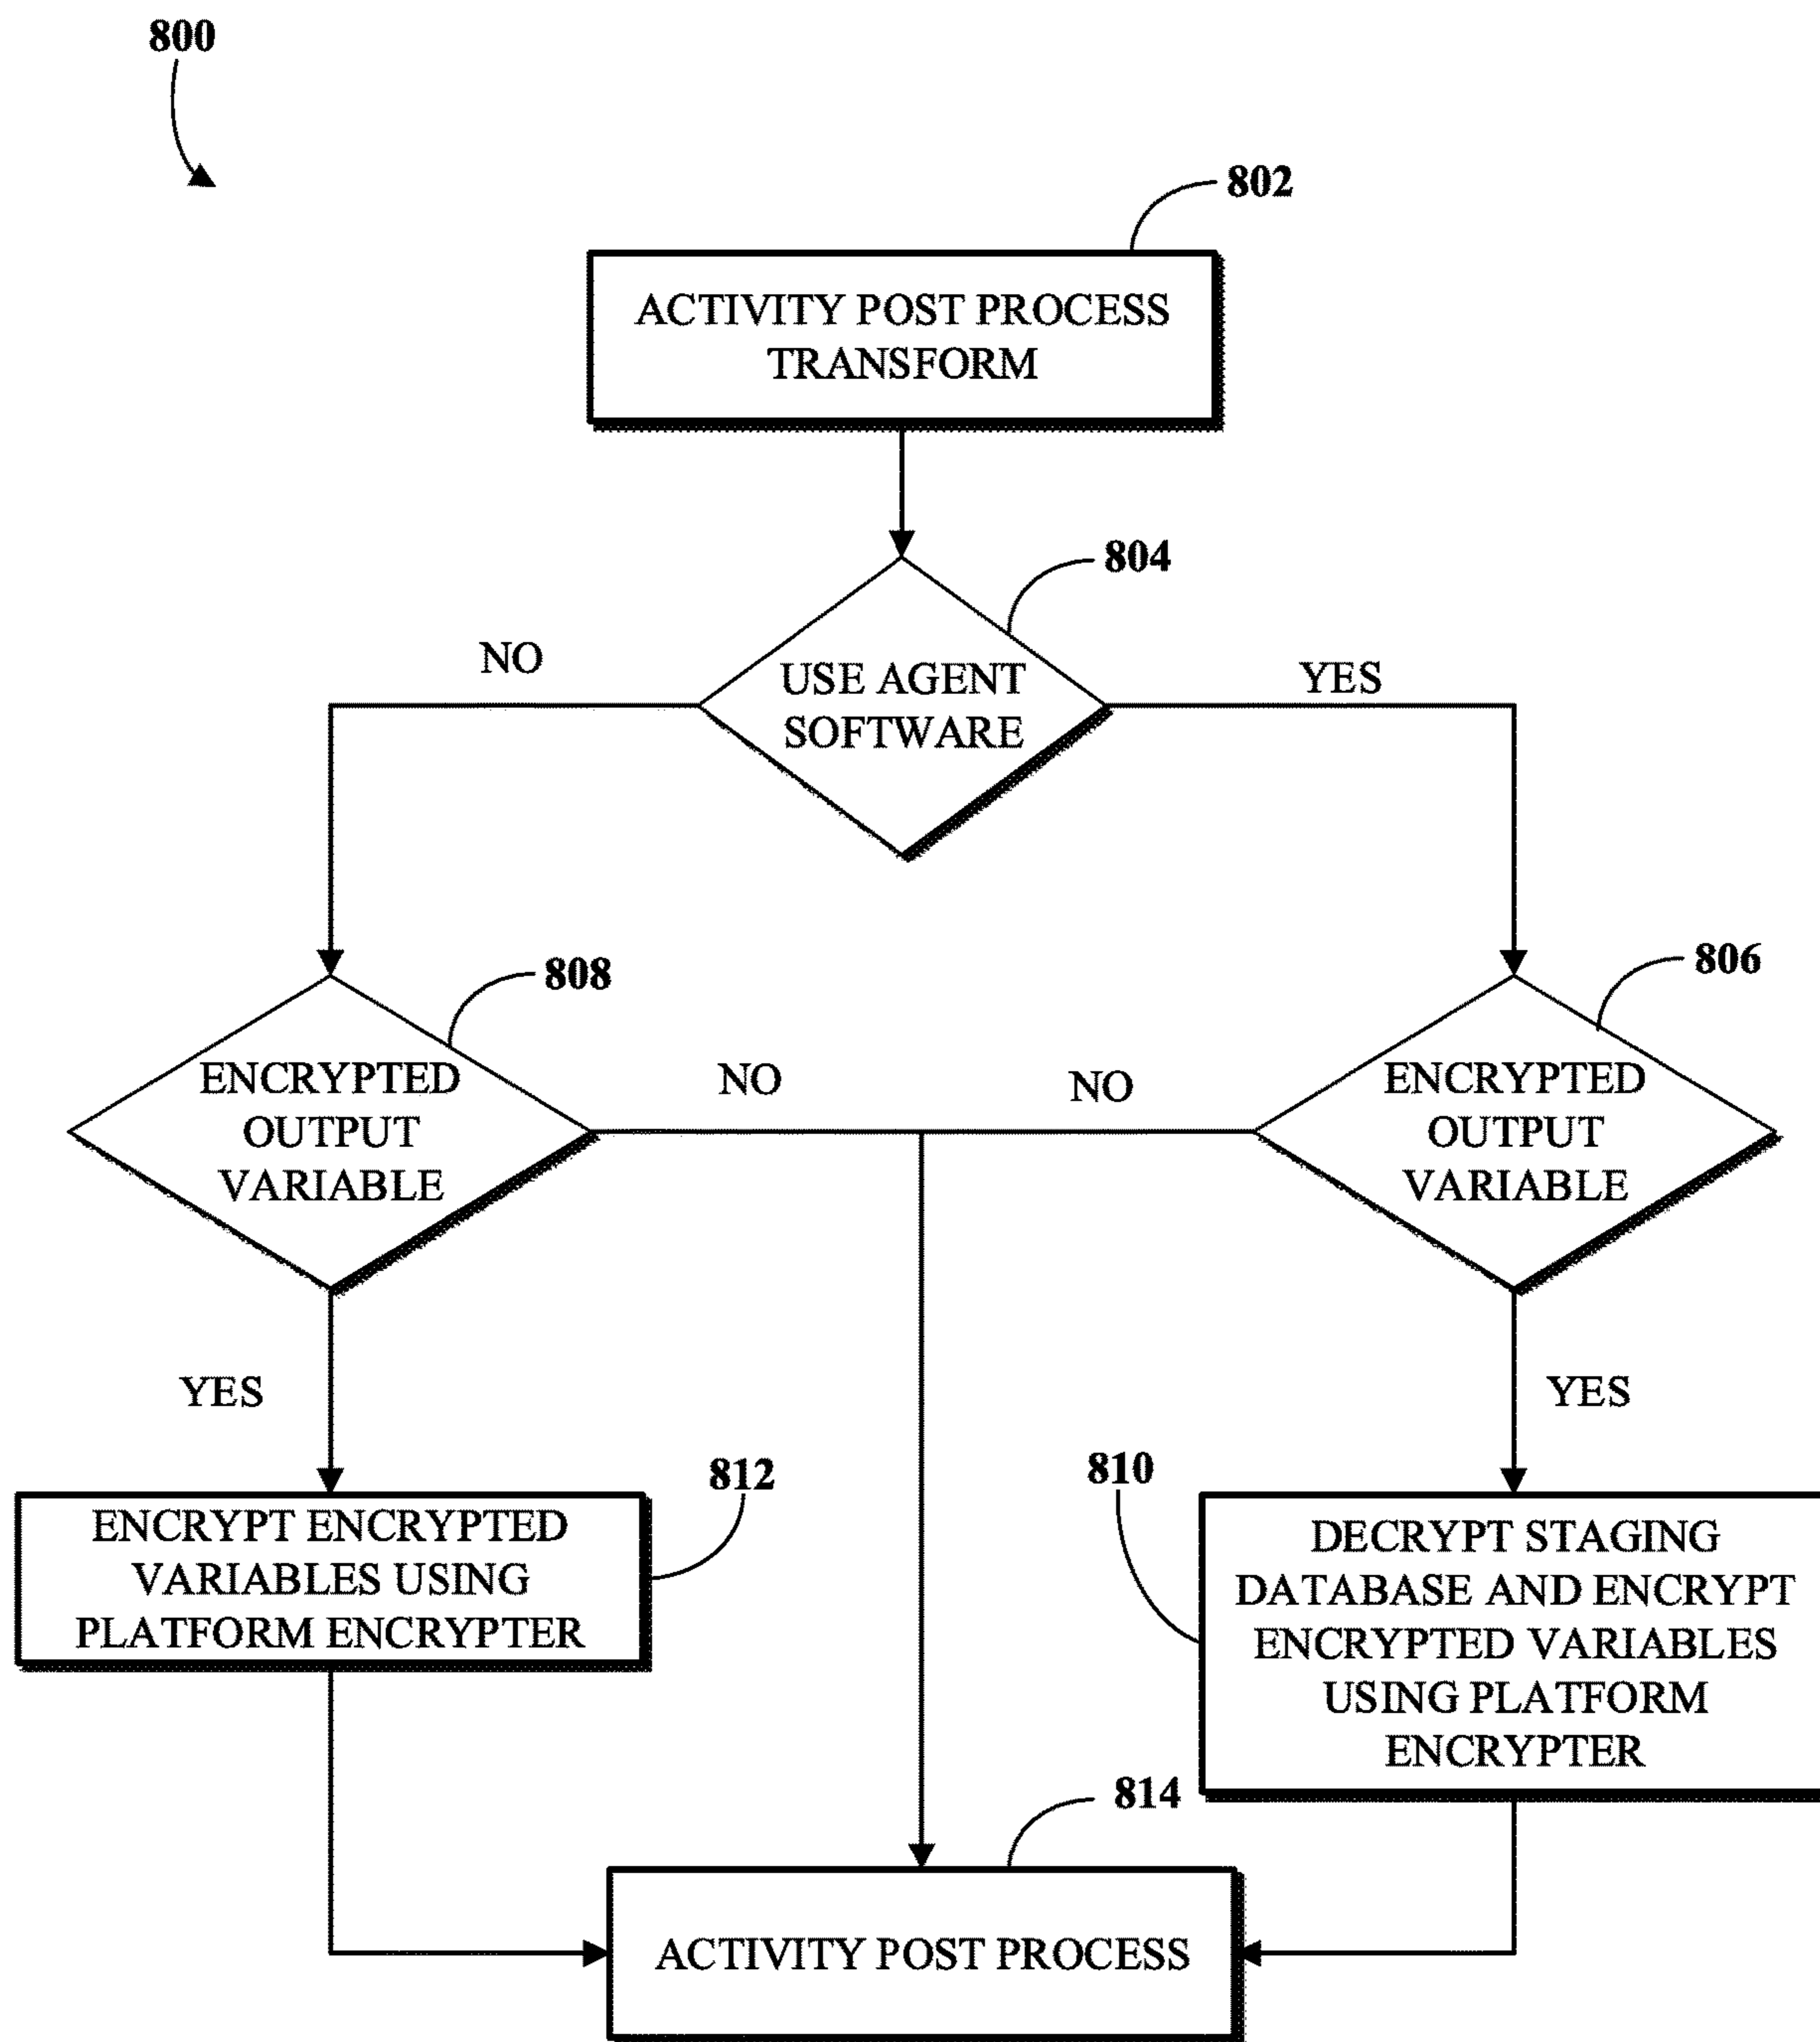 800
802
ACTIVITY POST PROCESS
TRANSFORM
804
NO
USE AGENT
SOFTWARE
YES
808
806
ENCRYPTED
OUTPUT
VARIABLE
NO
NO
ENCRYPTED
OUTPUT
VARIABLE
YES
YES
812
810
ENCRYPT ENCRYPTED
VARIABLES USING
PLATFORM ENCRYPTER
DECRYPT STAGING
DATABASE AND ENCRYPT
ENCRYPTED VARIABLES
USING PLATFORM
ENCRYPTER
814
ACTIVITY POST PROCESS